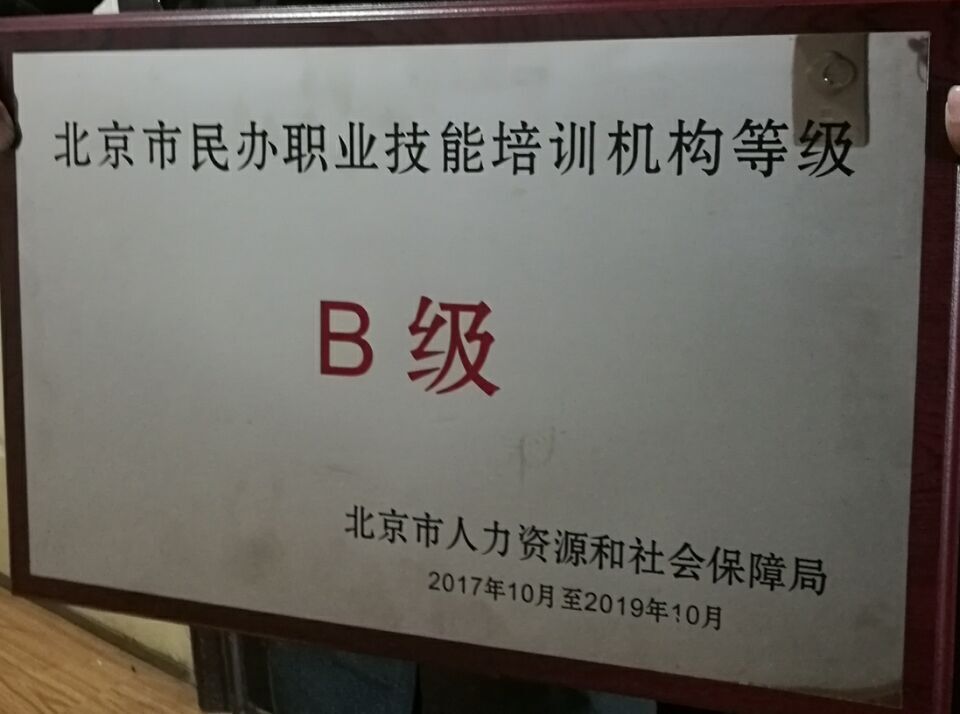 北京市民办职业技能培训机构等级
B级
北京市人力资源和社会保障局
2017年10月至2019年10月